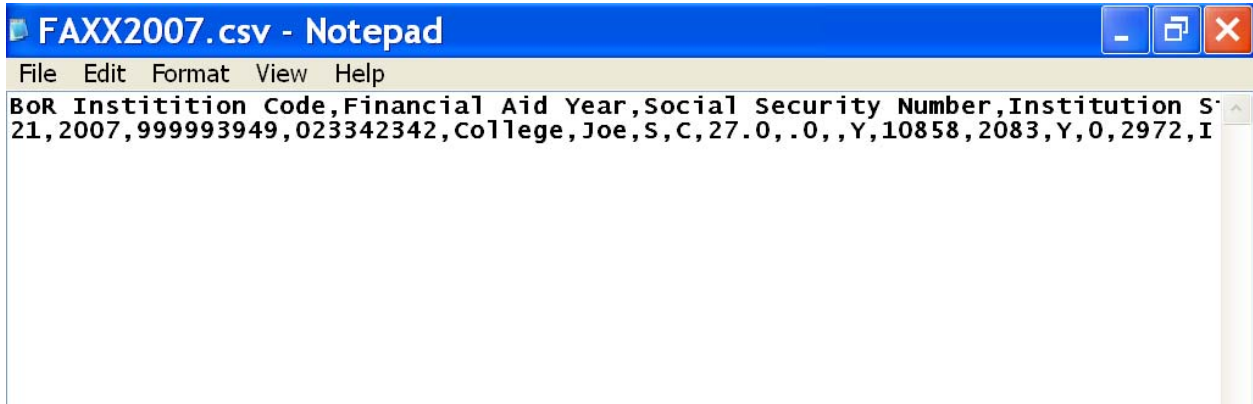 FAXX2007.csv - Notepad
File Edit Format View Help
BoR Instition Code,Financial Aid Year,Social Security Number,Institution S
21,2007,999993949,023342342,College,Joe,S,C,27.0,.0,,Y,10858,2083,Y,0,2972,I